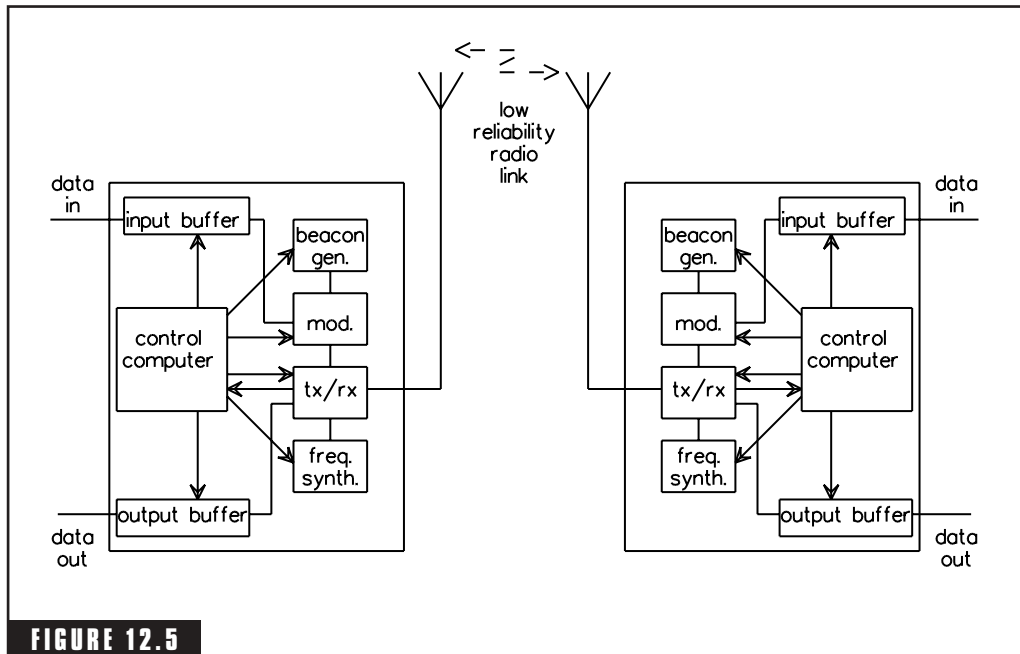 low
reliability
radio
link
data
in
input buffer
beacon
gen.
mod.
control
computer
tx/rx
freq.
synth.
output buffer
data
out
data
in
input buffer
beacon
gen.
mod.
control
computer
tx/rx
freq.
synth.
output buffer
data
out
FIGURE 12.5